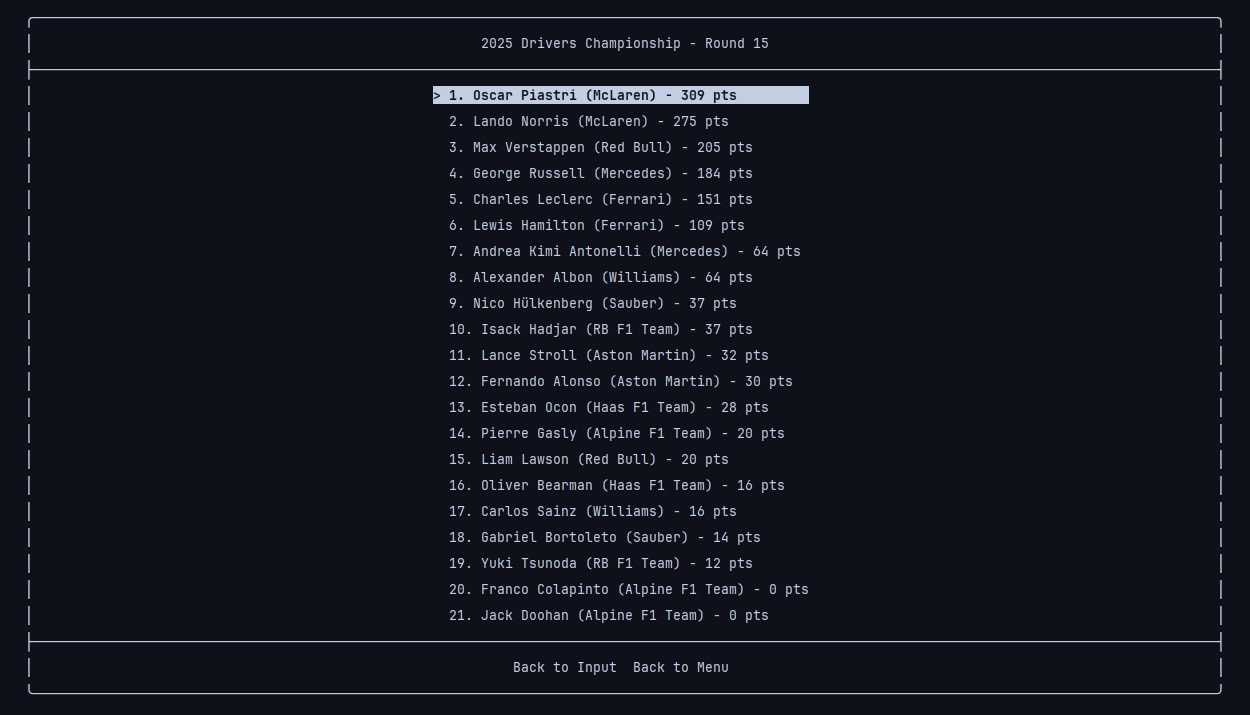 2025 Drivers Championship - Round 15
> 1. Oscar Piastri (McLaren) - 309 pts
2. Lando Norris (McLaren) - 275 pts
3. Max Verstappen (Red Bull) - 205 pts
4. George Russell (Mercedes) - 184 pts
5. Charles Leclerc (Ferrari) - 151 pts
6. Lewis Hamilton (Ferrari) - 109 pts
7. Andrea Kimi Antonelli (Mercedes) - 64 pts
8. Alexander Albon (Williams) - 64 pts
9. Nico Hülkenberg (Sauber) - 37 pts
10. Isack Hadjar (RB F1 Team) - 37 pts
11. Lance Stroll (Aston Martin) - 32 pts
12. Fernando Alonso (Aston Martin) - 30 pts
13. Esteban Ocon (Haas F1 Team) - 28 pts
14. Pierre Gasly (Alpine F1 Team) - 20 pts
15. Liam Lawson (Red Bull) - 20 pts
16. Oliver Bearman (Haas F1 Team) - 16 pts
17. Carlos Sainz (Williams) - 16 pts
18. Gabriel Bortoleto (Sauber) - 14 pts
19. Yuki Tsunoda (RB F1 Team) - 12 pts
20. Franco Colapinto (Alpine F1 Team) - 0 pts
21. Jack Doohan (Alpine F1 Team) - 0 pts
Back to Input  Back to Menu